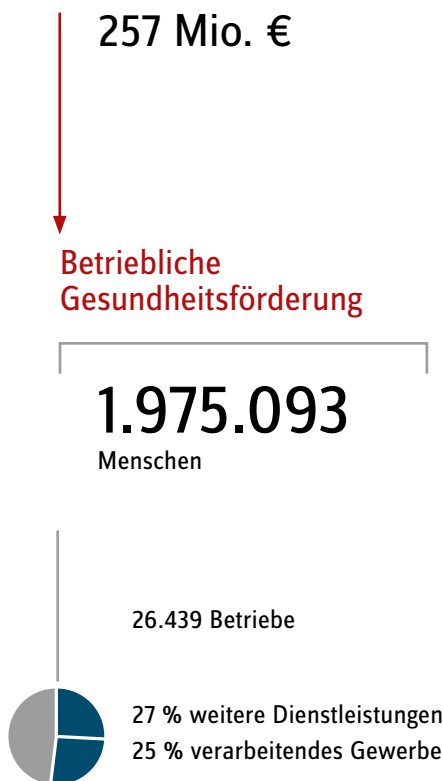 257 Mio. €
Betriebliche
Gesundheitsförderung
1.975.093
Menschen
26.439 Betriebe
27 % weitere Dienstleistungen
25 % verarbeitendes Gewerbe